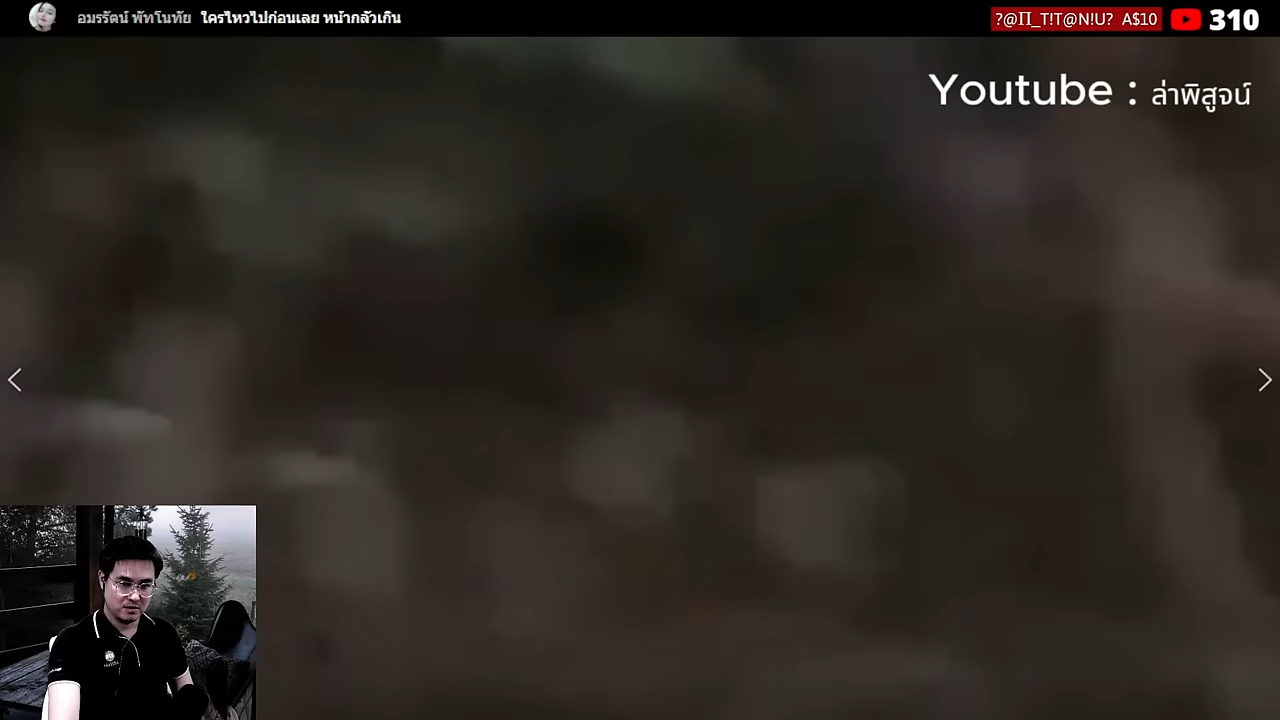 อมรรัตน์ พัทโนทัย ใครไหวไปก่อนเลย หน้ากลัวเกิน
?@Π_T!T@N!U? A$10 310
Youtube : ล่าพิสูจน์